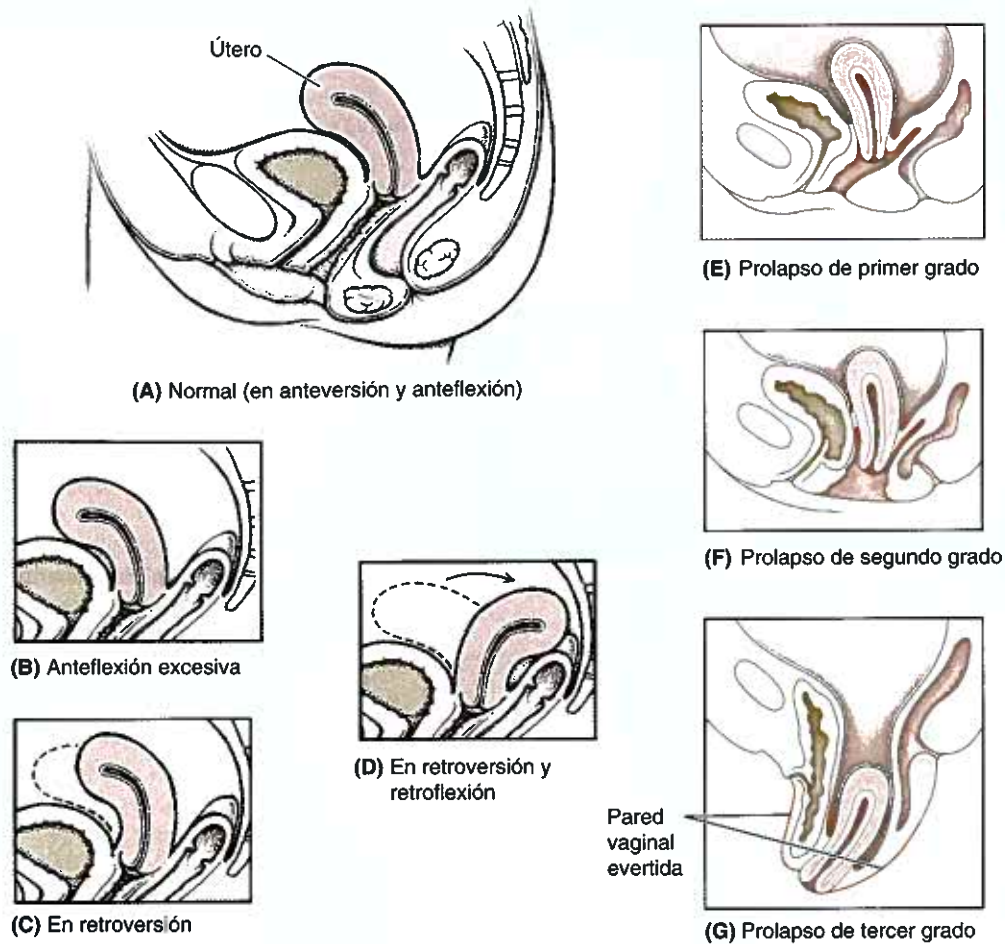 Útero
(A) Normal (en anteversión y anteflexión)
(B) Anteflexión excesiva
(C) En retroversión
(D) En retroversión y
retroflexión
(E) Prolapso de primer grado
(F) Prolapso de segundo grado
Pared
vaginal
evertida
(G) Prolapso de tercer grado